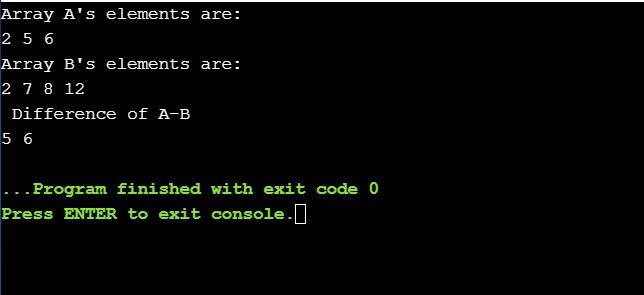 Array A's elements are:
2 5 6
Array B's elements are:
2 7 8 12
 Difference of A-B
5 6
...Program finished with exit code 0
Press ENTER to exit console.